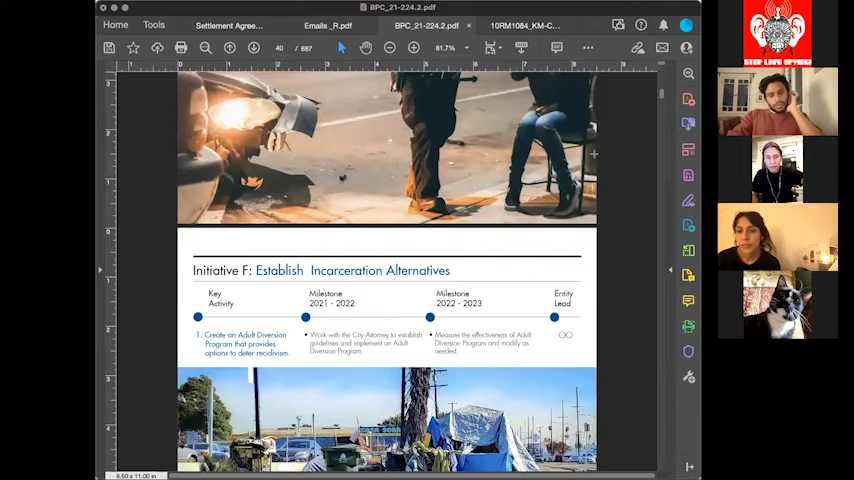 BPC_21-224.2.pdf
Home
Tools
Settlement Agree...
Emails _R.pdf
BPC_21-224.2.pdf
×
10RM1084_KM-C...
40 / 687
81.7%
Initiative F: Establish Incarceration Alternatives
Key
Activity
Milestone
2021 - 2022
Milestone
2022 - 2023
Entity
Lead
1. Create an Adult Diversion
Program that provides
options to deter recidivism.
• Work with the City Attorney to establish
guidelines and implement an Adult
Diversion Program.
• Measure the effectiveness of Adult
Diversion Program and modify as
needed.
OO
8.50 x 11.00 in
STOP LAPD SPYING!